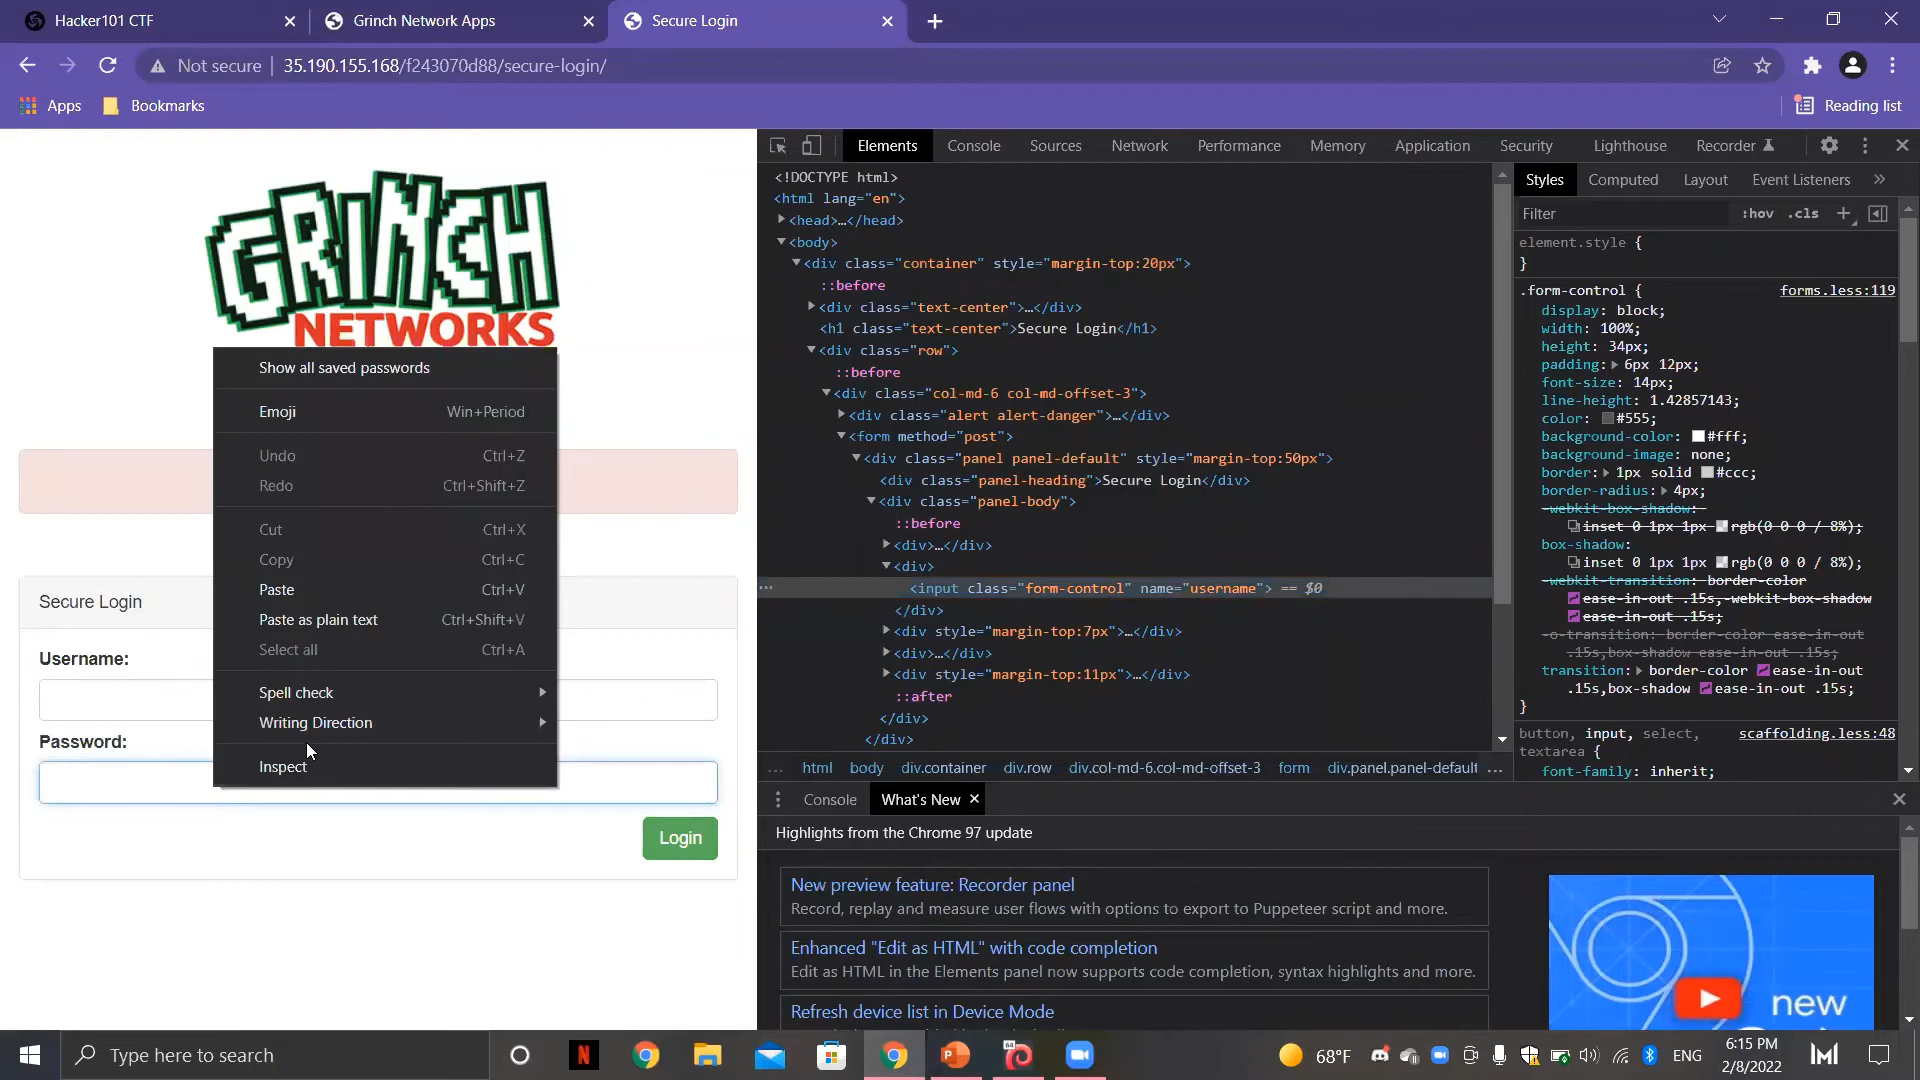 Hacker101 CTF
Grinch Network Apps
Secure Login
Not secure
35.190.155.168/f243070d88/secure-login/
Apps
Bookmarks
Reading list
GRINCH
NETWORKS
Show all saved passwords
Emoji Win+Period
Undo Ctrl+Z
Redo Ctrl+Shift+Z
Cut Ctrl+X
Copy Ctrl+C
Paste Ctrl+V
Paste as plain text Ctrl+Shift+V
Select all Ctrl+A
Spell check
Writing Direction
Inspect
Secure Login
Username:
Password:
Login
Elements Console Sources Network Performance Memory Application Security Lighthouse Recorder
<!DOCTYPE html>
<html lang="en">
<head>…</head>
<body>
<div class="container" style="margin-top:20px">
::before
<div class="text-center">…</div>
<h1 class="text-center">Secure Login</h1>
<div class="row">
::before
<div class="col-md-6 col-md-offset-3">
<div class="alert alert-danger">…</div>
<form method="post">
<div class="panel panel-default" style="margin-top:50px">
<div class="panel-heading">Secure Login</div>
<div class="panel-body">
::before
<div>…</div>
<div>
<input class="form-control" name="username"> == $0
</div>
<div style="margin-top:7px">…</div>
<div>…</div>
<div style="margin-top:11px">…</div>
::after
</div>
</div>
... html body div.container div.row div.col-md-6.col-md-offset-3 form div.panel.panel-default ...
Styles Computed Layout Event Listeners
Filter :hov .cls
element.style {
}
.form-control { forms.less:119
display: block;
width: 100%;
height: 34px;
padding: 6px 12px;
font-size: 14px;
line-height: 1.42857143;
color: #555;
background-color: #fff;
background-image: none;
border: 1px solid #ccc;
border-radius: 4px;
-webkit-box-shadow:
inset 0 1px 1px rgb(0 0 0 / 8%);
box-shadow:
inset 0 1px 1px rgb(0 0 0 / 8%);
-webkit-transition: border-color
ease-in-out .15s,-webkit-box-shadow
ease-in-out .15s;
-o-transition: border-color ease-in-out
.15s,box-shadow ease-in-out .15s;
transition: border-color ease-in-out
.15s,box-shadow ease-in-out .15s;
}
button, input, select, scaffolding.less:48
textarea {
font-family: inherit;
Console What's New
Highlights from the Chrome 97 update
New preview feature: Recorder panel
Record, replay and measure user flows with options to export to Puppeteer script and more.
Enhanced "Edit as HTML" with code completion
Edit as HTML in the Elements panel now supports code completion, syntax highlights and more.
Refresh device list in Device Mode
new
Type here to search
68°F
ENG
6:15 PM
2/8/2022